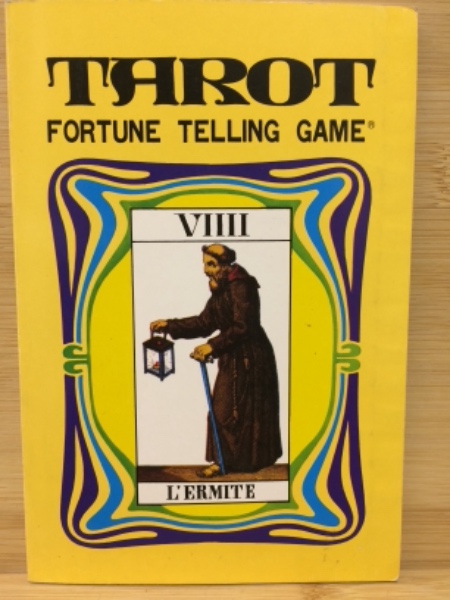 TAROT
FORTUNE TELLING GAME®
VIIII
L'ERMITE